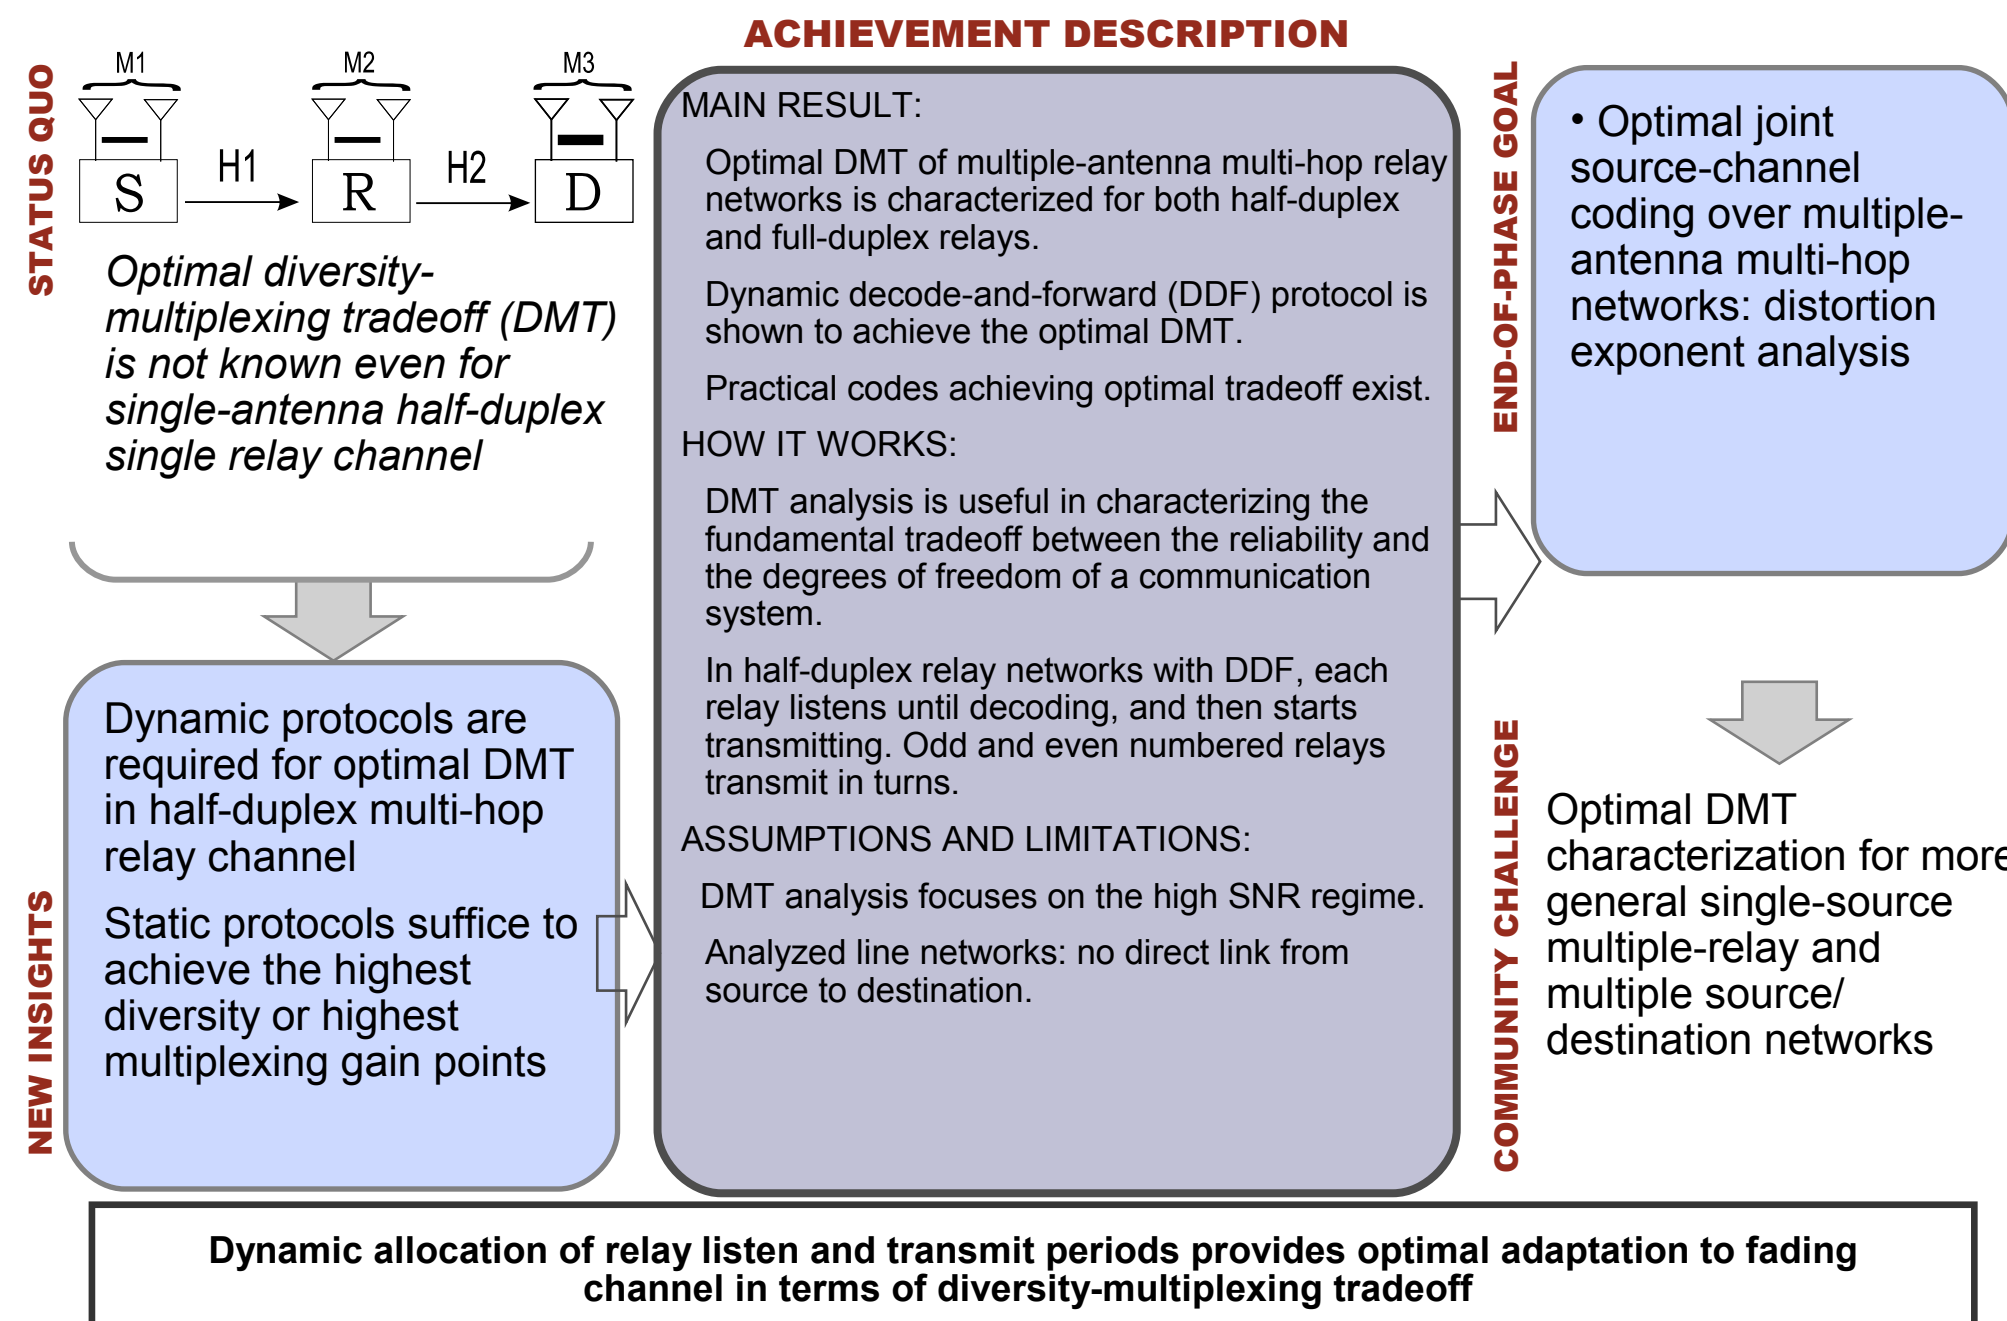 ACHIEVEMENT DESCRIPTION
STATUS QUO
M1 M2 M3
S H1 R H2 D
Optimal diversity-
multiplexing tradeoff (DMT)
is not known even for
single-antenna half-duplex
single relay channel
NEW INSIGHTS
Dynamic protocols are
required for optimal DMT
in half-duplex multi-hop
relay channel
Static protocols suffice to
achieve the highest
diversity or highest
multiplexing gain points
MAIN RESULT:
Optimal DMT of multiple-antenna multi-hop relay
networks is characterized for both half-duplex
and full-duplex relays.
Dynamic decode-and-forward (DDF) protocol is
shown to achieve the optimal DMT.
Practical codes achieving optimal tradeoff exist.
HOW IT WORKS:
DMT analysis is useful in characterizing the
fundamental tradeoff between the reliability and
the degrees of freedom of a communication
system.
In half-duplex relay networks with DDF, each
relay listens until decoding, and then starts
transmitting. Odd and even numbered relays
transmit in turns.
ASSUMPTIONS AND LIMITATIONS:
DMT analysis focuses on the high SNR regime.
Analyzed line networks: no direct link from
source to destination.
END-OF-PHASE GOAL
• Optimal joint
source-channel
coding over multiple-
antenna multi-hop
networks: distortion
exponent analysis
COMMUNITY CHALLENGE
Optimal DMT
characterization for more
general single-source
multiple-relay and
multiple source/
destination networks
Dynamic allocation of relay listen and transmit periods provides optimal adaptation to fading
channel in terms of diversity-multiplexing tradeoff